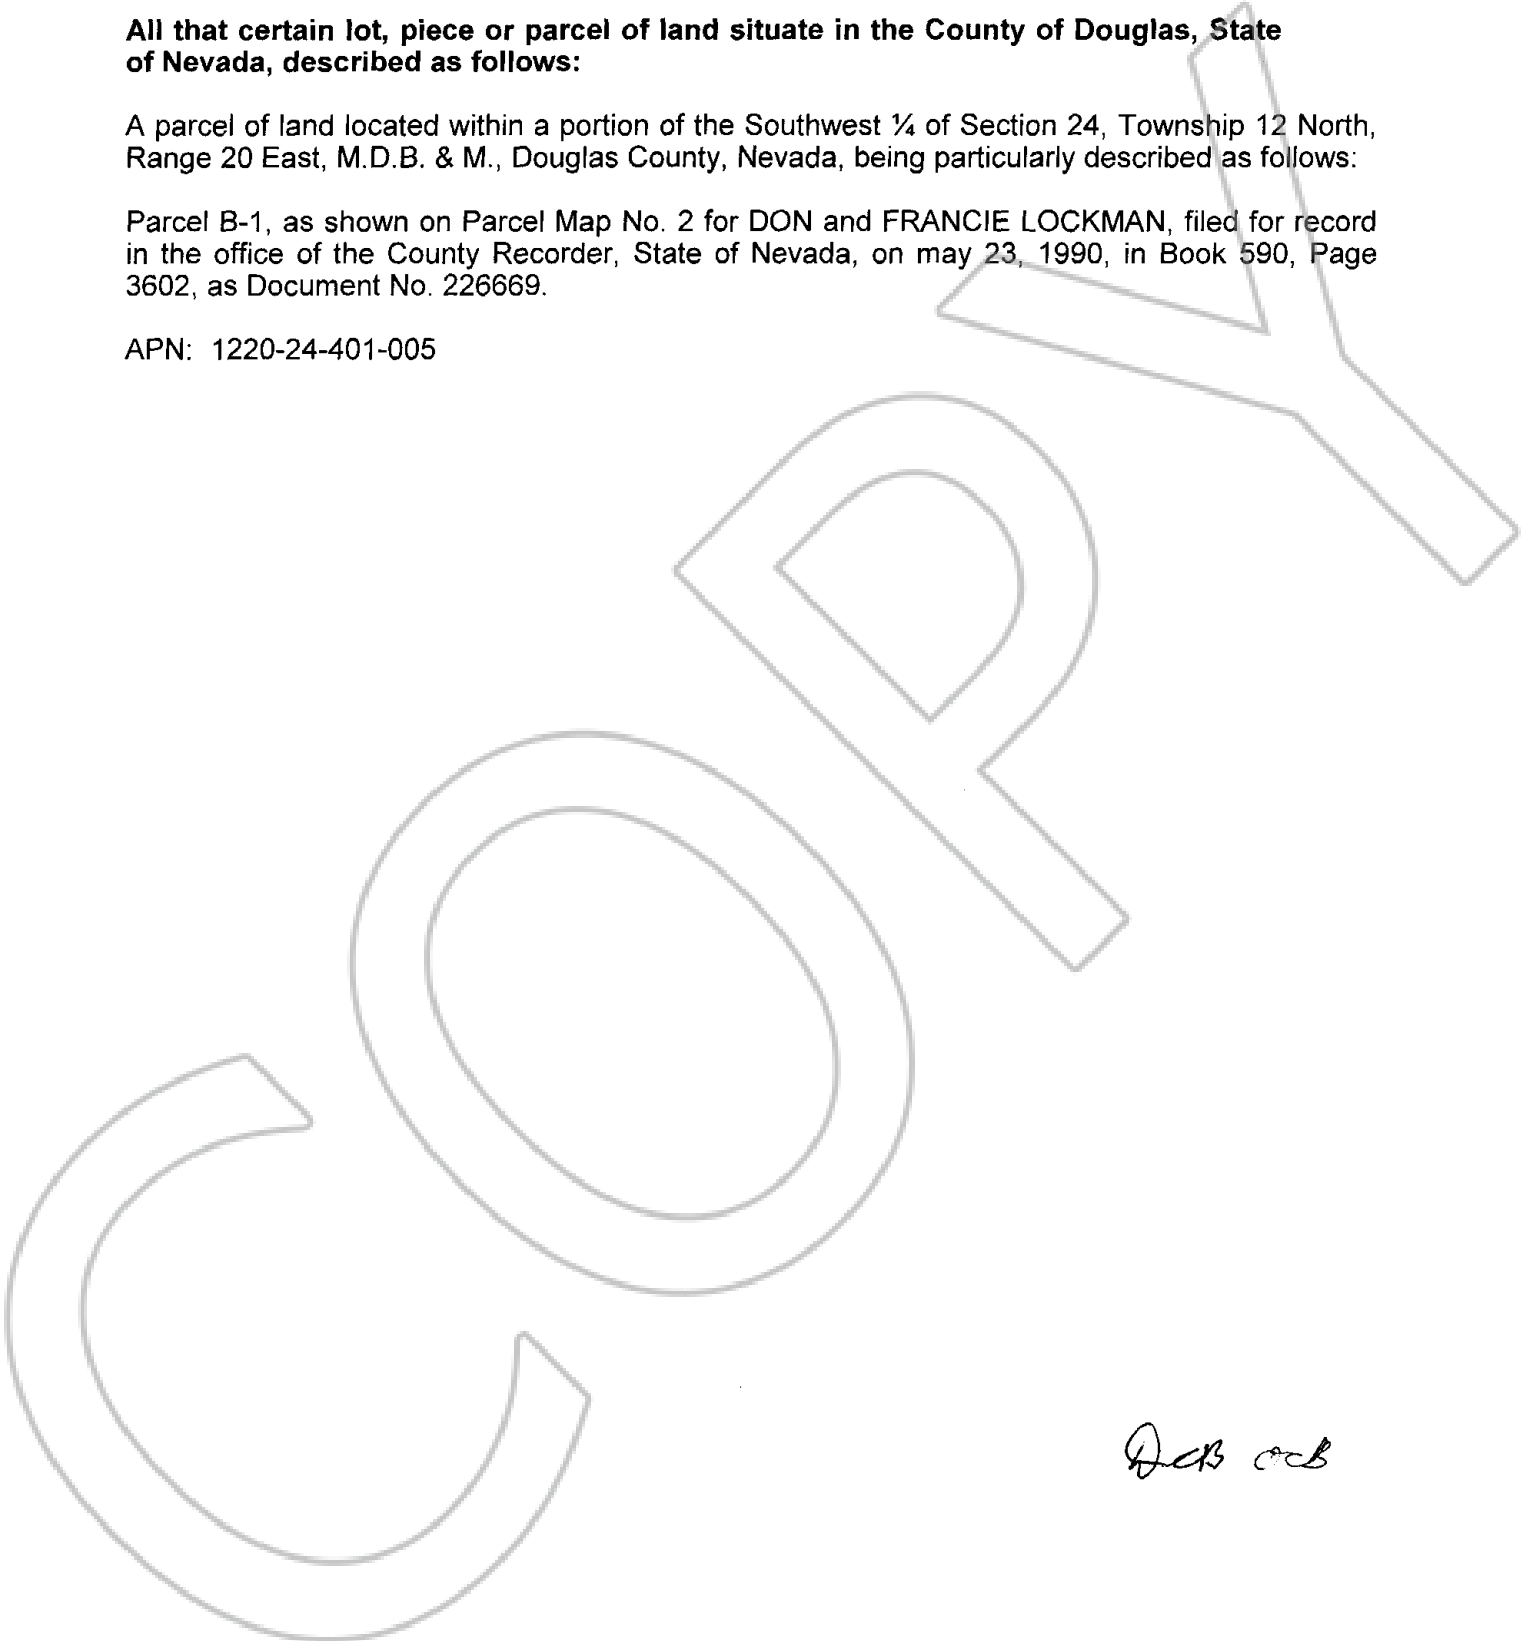 All that certain lot, piece or parcel of land situate in the County of Douglas, State
of Nevada, described as follows:
A parcel of land located within a portion of the Southwest ¼ of Section 24, Township 12 North,
Range 20 East, M.D.B. & M., Douglas County, Nevada, being particularly described as follows:
Parcel B-1, as shown on Parcel Map No. 2 for DON and FRANCIE LOCKMAN, filed for record
in the office of the County Recorder, State of Nevada, on may 23, 1990, in Book 590, Page
3602, as Document No. 226669.
APN: 1220-24-401-005
COPY